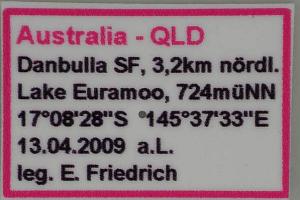 Australia - QLD
Danbulla SF, 3,2km nördl.
Lake Euramoo, 724müNN
17°08'28"S 145°37'33"E
13.04.2009 a.L.
leg. E. Friedrich